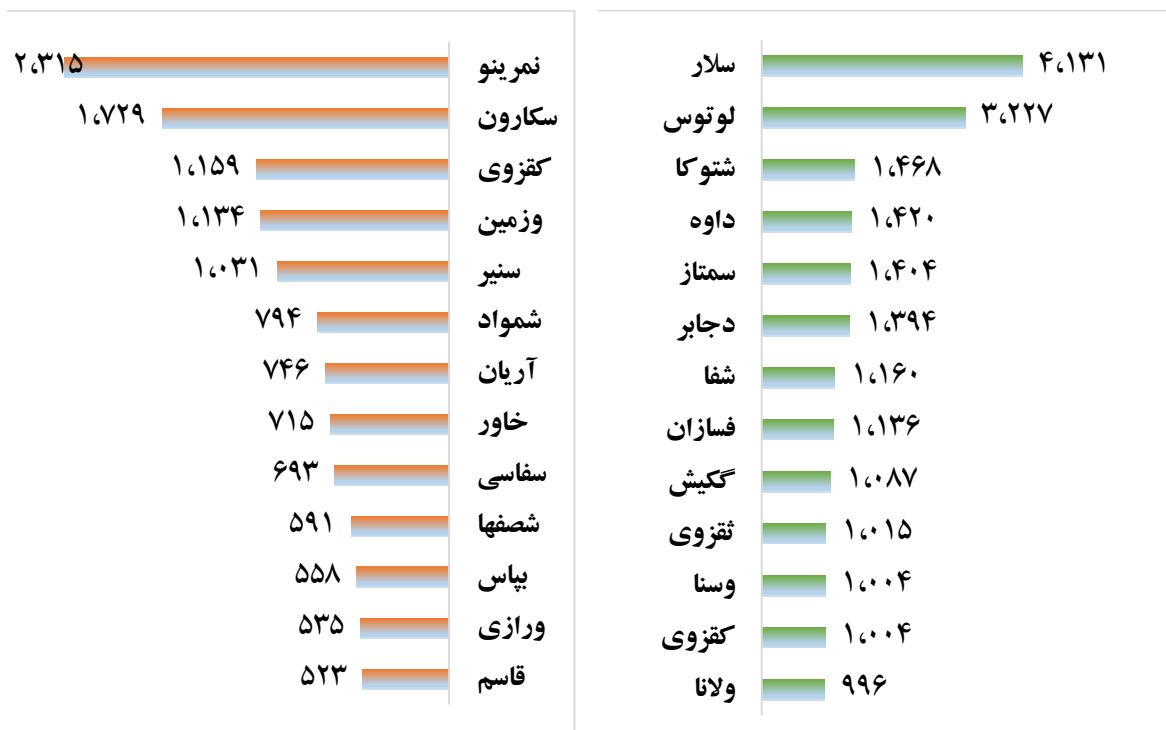 سلار ۴،۱۳۱
لوتوس ۳،۲۲۷
شتوکا ۱،۴۶۸
داوه ۱،۴۲۰
سمتاز ۱،۴۰۴
دجابر ۱،۳۹۴
شفا ۱،۱۶۰
فسازان ۱،۱۳۶
گکیش ۱،۰۸۷
ثقزوی ۱،۰۱۵
وسنا ۱،۰۰۴
کقزوی ۱،۰۰۴
ولانا ۹۹۶
نمرینو ۲،۳۱۵
سکارون ۱،۷۲۹
کقزوی ۱،۱۵۹
وزمین ۱،۱۳۴
سنیر ۱،۰۳۱
شمواد ۷۹۴
آریان ۷۴۶
خاور ۷۱۵
سفاسی ۶۹۳
شصفها ۵۹۱
بپاس ۵۵۸
ورازی ۵۳۵
قاسم ۵۲۳